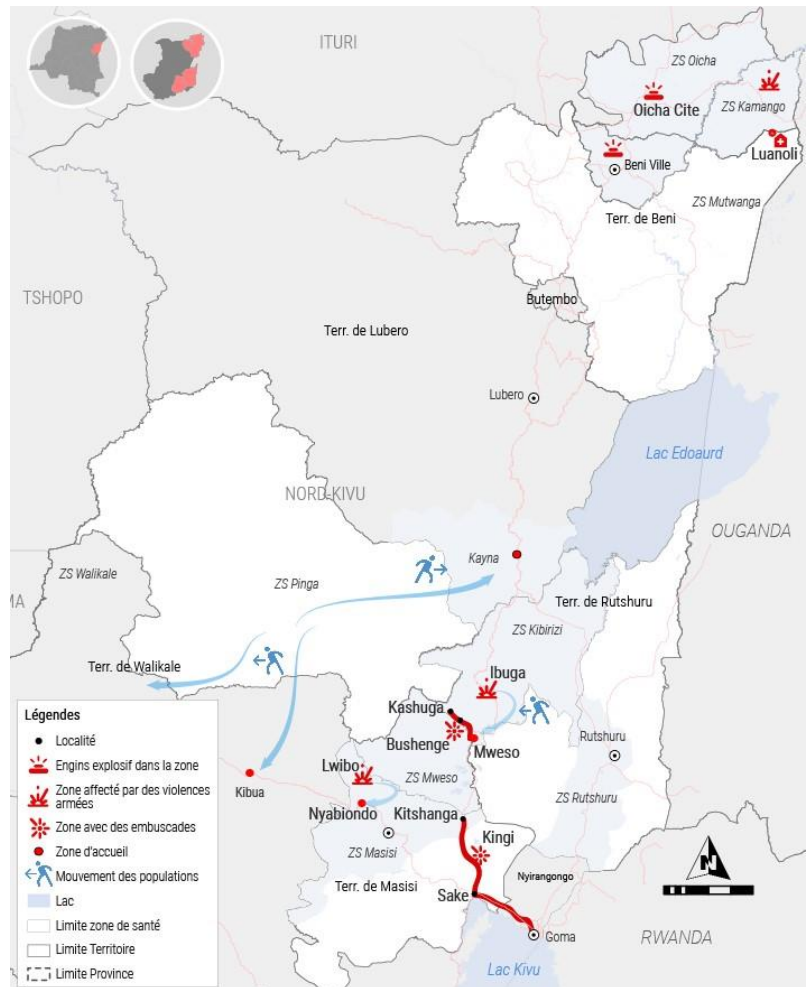 ITURI
ZS Oicha
Oicha Cite
ZS Kamango
Luanoli
Beni Ville
ZS Mutwanga
Terr. de Beni
TSHOPO
Butembo
Terr. de Lubero
Lubero
Lac Edoaurd
NORD-KIVU
OUGANDA
Kayna
ZS Walikale
ZS Pinga
MA
Terr. de Rutshuru
ZS Kibirizi
Terr. de Walikale
Ibuga
Kashuga
Bushenge
Mweso
Rutshuru
Lwibo
ZS Mweso
Kibua
Nyabiondo
Kitshanga
ZS Rutshuru
Kingi
ZS Masisi
Nyirangongo
N
Terr. de Masisi
Sake
Goma
RWANDA
Lac Kivu
Légendes
Localité
Engins explosif dans la zone
Zone affecté par des violences
armées
Zone avec des embuscades
Zone d'accueil
Mouvement des populations
Lac
Limite zone de santé
Limite Territoire
Limite Province